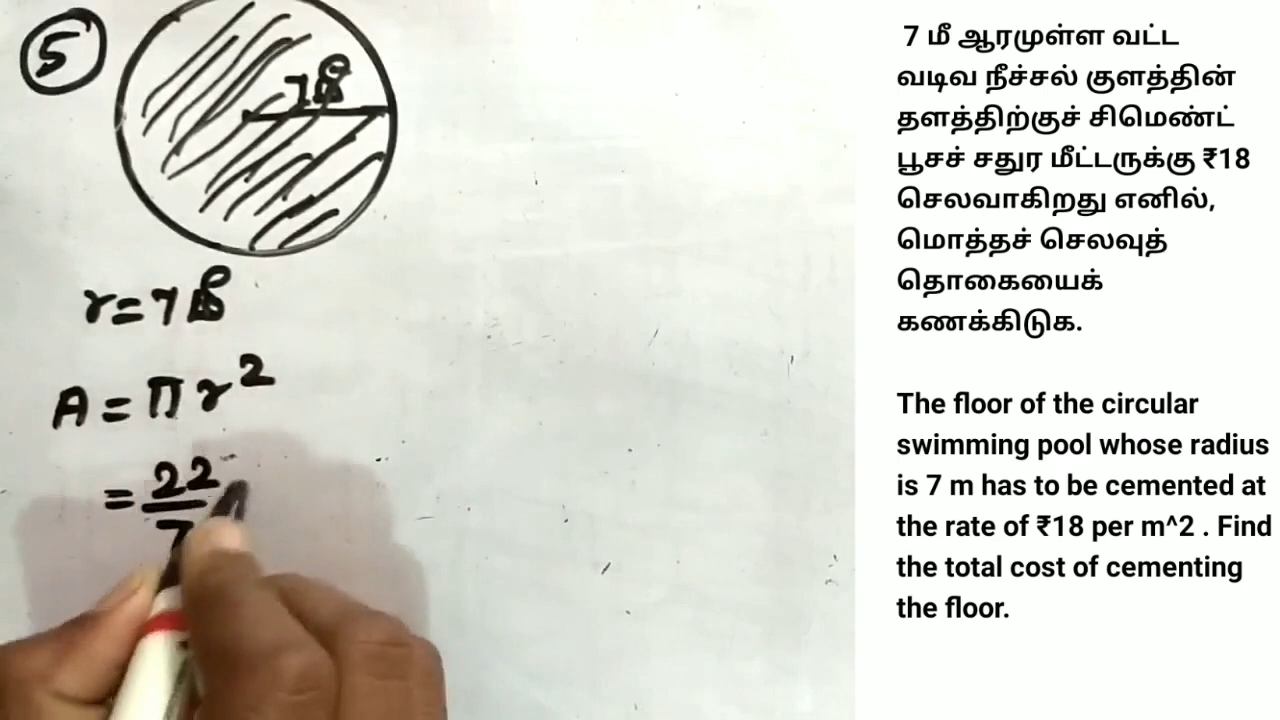 5
7மீ
r = 7மீ
A = π r²
= 22/7
7 மீ ஆரமுள்ள வட்ட
வடிவ நீச்சல் குளத்தின்
தளத்திற்குச் சிமெண்ட்
பூசச் சதுர மீட்டருக்கு ₹18
செலவாகிறது எனில்,
மொத்தச் செலவுத்
தொகையைக்
கணக்கிடுக.
The floor of the circular
swimming pool whose radius
is 7 m has to be cemented at
the rate of ₹18 per m^2 . Find
the total cost of cementing
the floor.